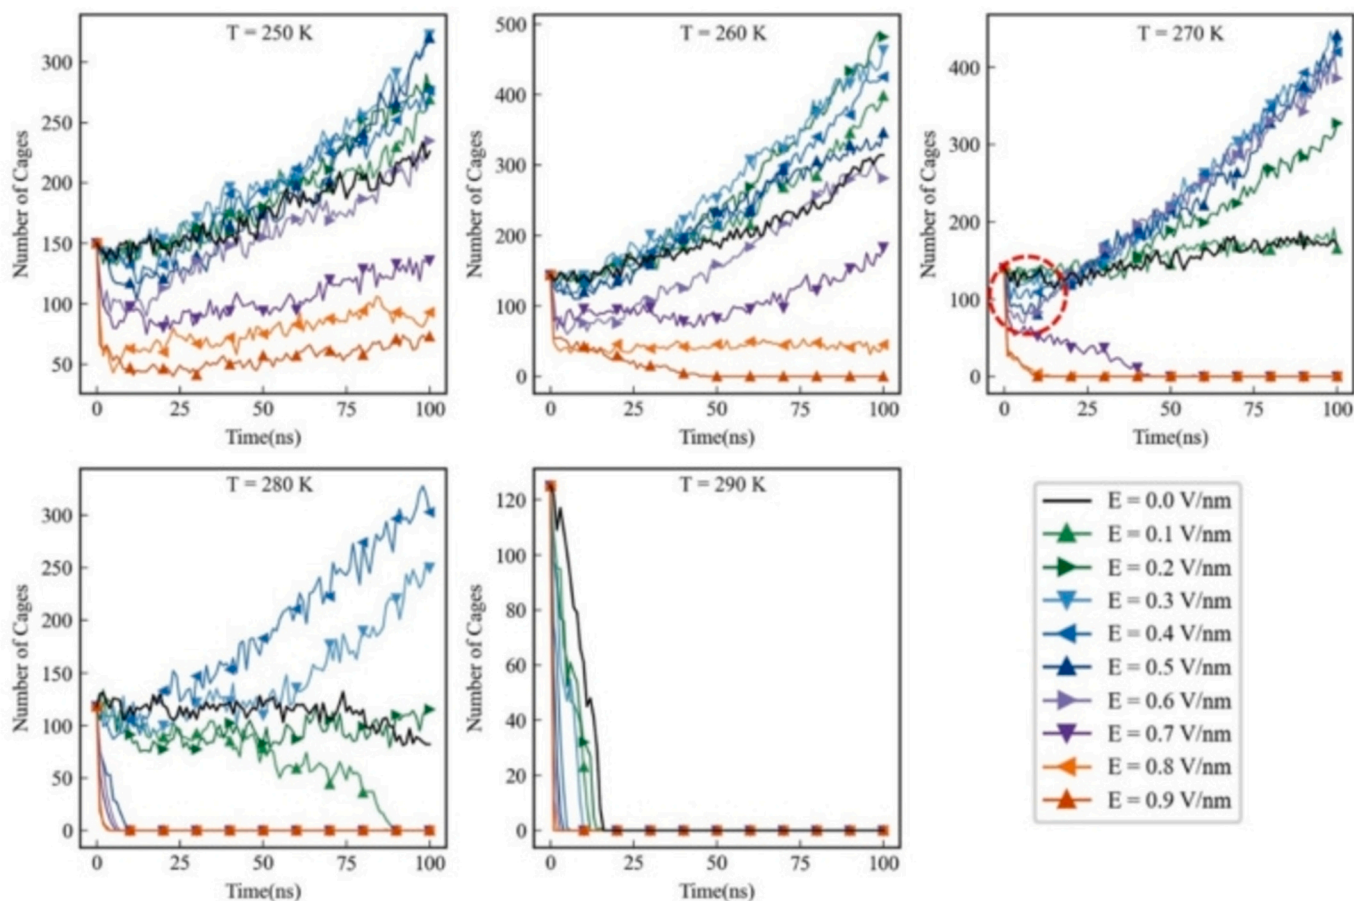 T = 250 K
300
250
200
150
100
50
Number of Cages
0 25 50 75 100
Time(ns)
T = 260 K
500
400
300
200
100
0
Number of Cages
0 25 50 75 100
Time(ns)
T = 270 K
400
300
200
100
0
Number of Cages
0 25 50 75 100
Time(ns)
T = 280 K
300
250
200
150
100
50
0
Number of Cages
0 25 50 75 100
Time(ns)
T = 290 K
120
100
80
60
40
20
0
Number of Cages
0 25 50 75 100
Time(ns)
E = 0.0 V/nm
E = 0.1 V/nm
E = 0.2 V/nm
E = 0.3 V/nm
E = 0.4 V/nm
E = 0.5 V/nm
E = 0.6 V/nm
E = 0.7 V/nm
E = 0.8 V/nm
E = 0.9 V/nm